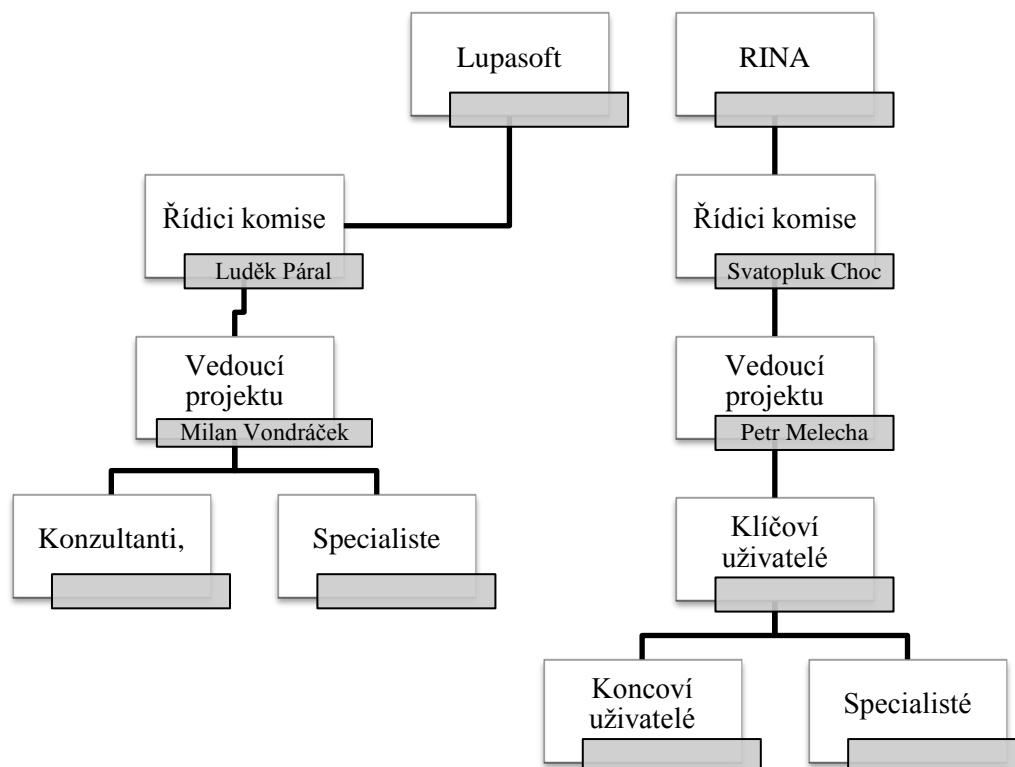 Lupasoft
RINA
Řídici komise
Luděk Páral
Řídici komise
Svatopluk Choc
Vedoucí
projektu
Milan Vondráček
Vedoucí
projektu
Petr Melecha
Konzultanti,
Specialiste
Klíčoví
uživatelé
Koncoví
uživatelé
Specialisté